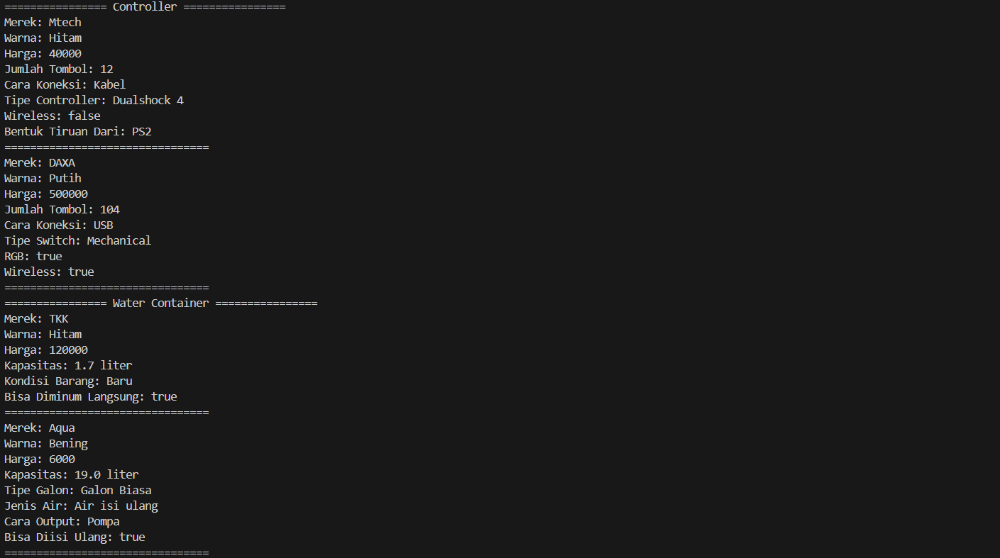 ================ Controller ================
Merek: Mtech
Warna: Hitam
Harga: 40000
Jumlah Tombol: 12
Cara Koneksi: Kabel
Tipe Controller: Dualshock 4
Wireless: false
Bentuk Tiruan Dari: PS2
================================
Merek: DAXA
Warna: Putih
Harga: 500000
Jumlah Tombol: 104
Cara Koneksi: USB
Tipe Switch: Mechanical
RGB: true
Wireless: true
================================
================ Water Container ================
Merek: TKK
Warna: Hitam
Harga: 120000
Kapasitas: 1.7 liter
Kondisi Barang: Baru
Bisa Diminum Langsung: true
================================
Merek: Aqua
Warna: Bening
Harga: 6000
Kapasitas: 19.0 liter
Tipe Galon: Galon Biasa
Jenis Air: Air isi ulang
Cara Output: Pompa
Bisa Diisi Ulang: true
================================